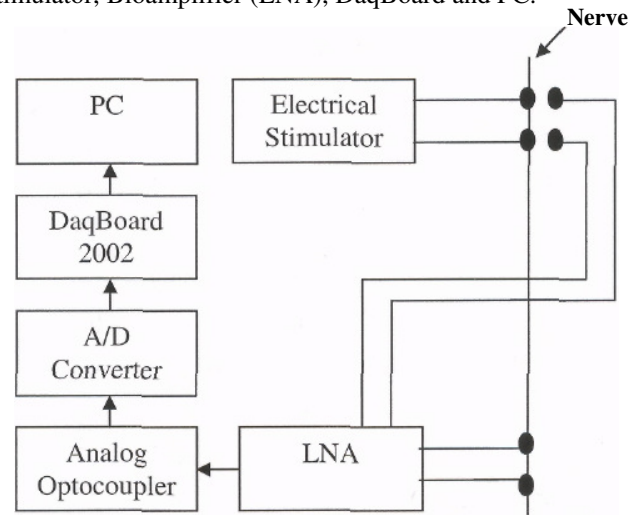 Stimulator, Bioamplifier (LNA), DaqBoard and PC.
Nerve
PC
Electrical
Stimulator
DaqBoard
2002
A/D
Converter
Analog
Optocoupler
LNA